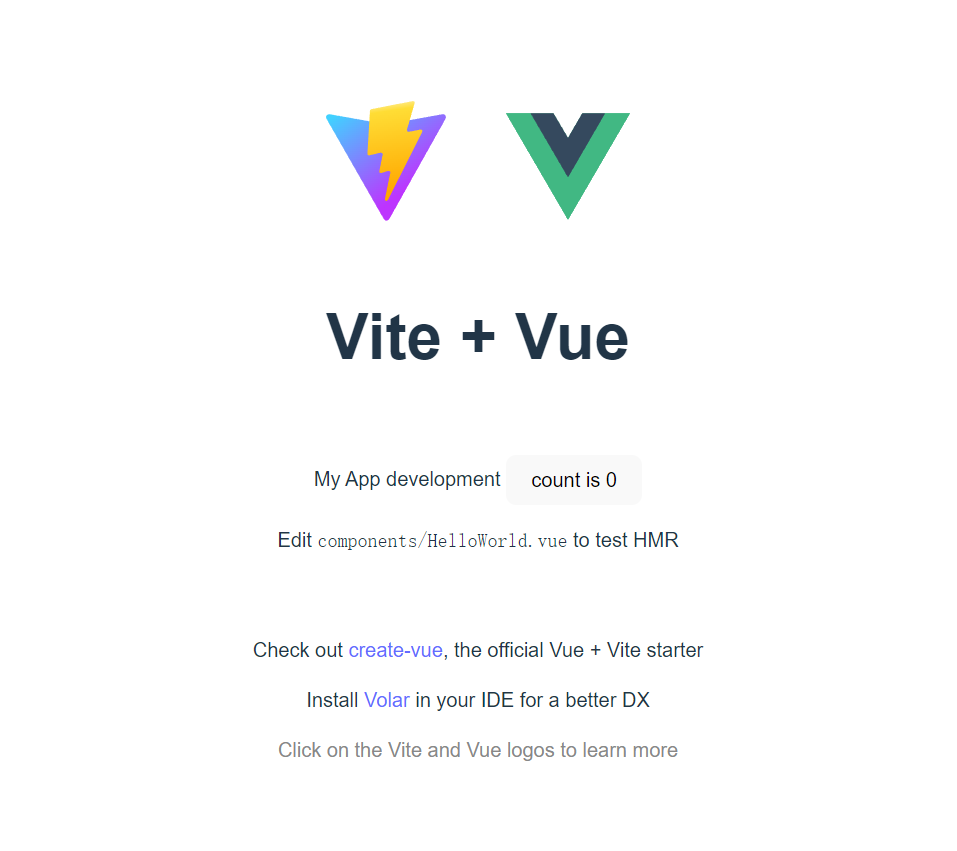 Vite + Vue
My App development count is 0
Edit components/HelloWorld.vue to test HMR
Check out create-vue, the official Vue + Vite starter
Install Volar in your IDE for a better DX
Click on the Vite and Vue logos to learn more